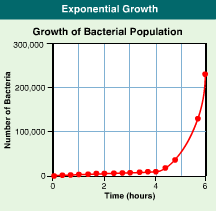 Exponential Growth
Growth of Bacterial Population
Number of Bacteria
300,000
200,000
100,000
0
0 2 4 6
Time (hours)